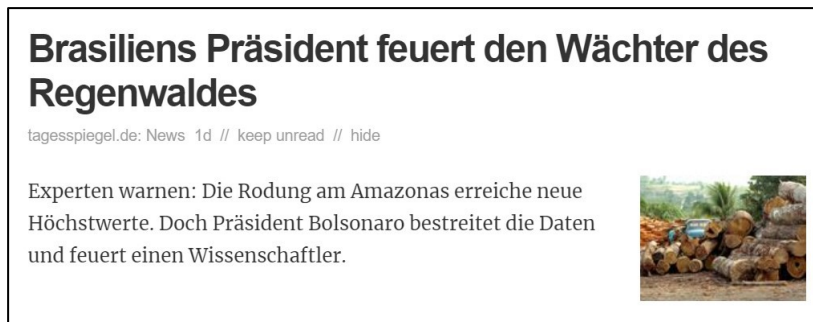 Brasiliens Präsident feuert den Wächter des
Regenwaldes
tagesspiegel.de: News 1d // keep unread // hide
Experten warnen: Die Rodung am Amazonas erreiche neue
Höchstwerte. Doch Präsident Bolsonaro bestreitet die Daten
und feuert einen Wissenschaftler.